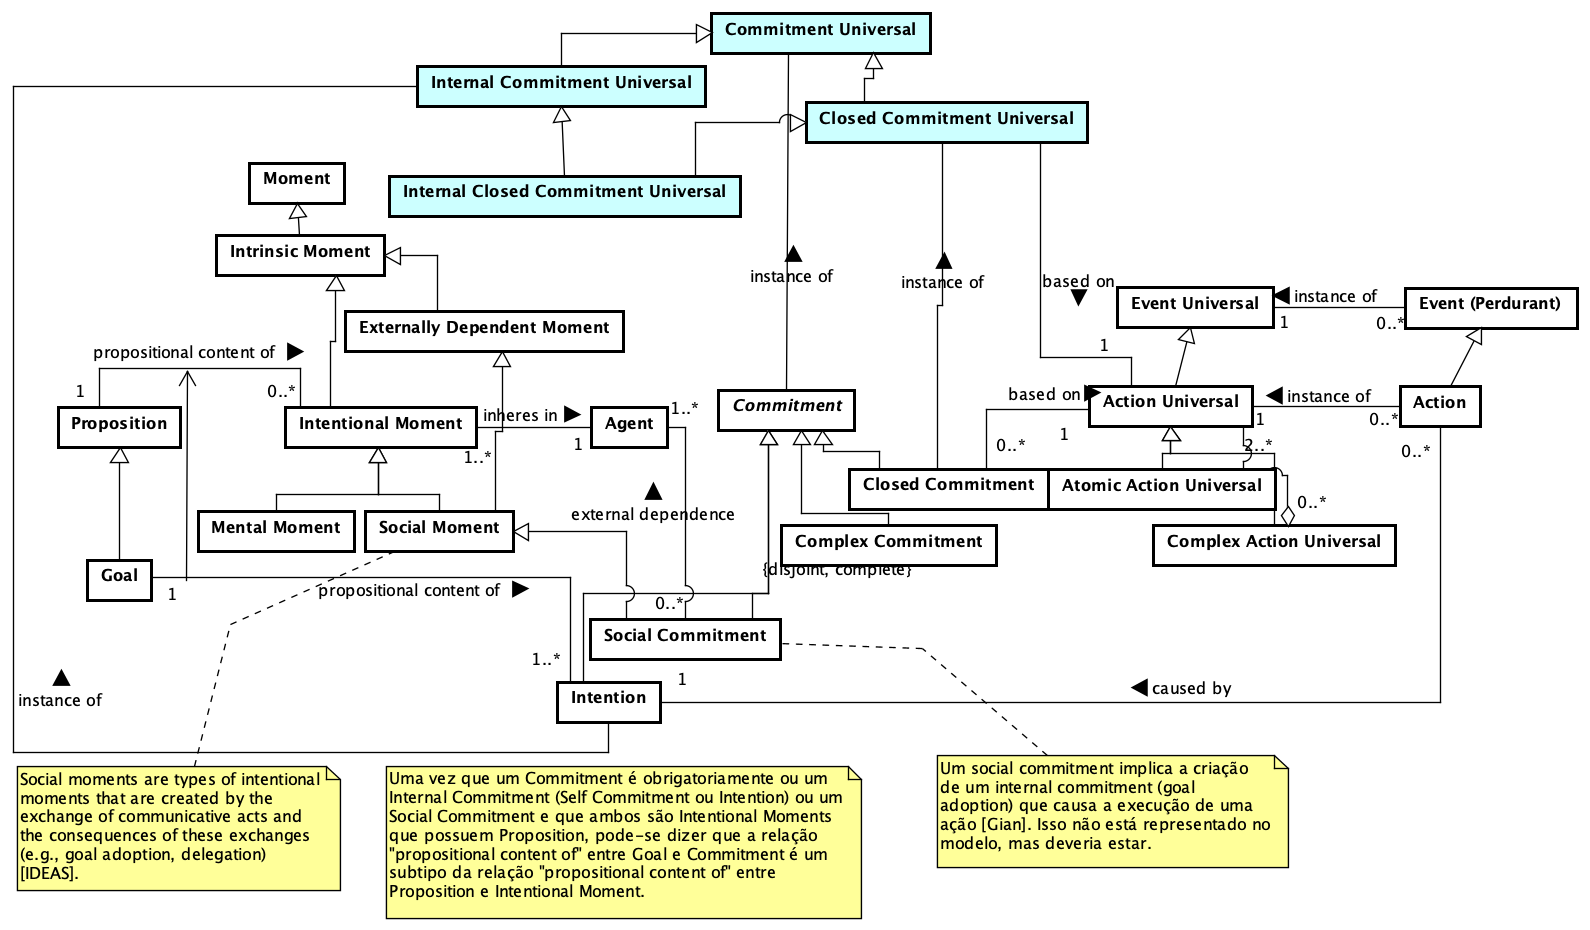 Commitment Universal
Internal Commitment Universal
Closed Commitment Universal
Moment
Internal Closed Commitment Universal
Intrinsic Moment
instance of
instance of
based on
Event Universal
instance of
Event (Perdurant)
1
0..*
Externally Dependent Moment
propositional content of
1
0..*
1
Proposition
Intentional Moment
inheres in
1
Agent
1..*
Commitment
based on
Action Universal
instance of
Action
1
0..*
1..*
0..*
1
2..*
0..*
Mental Moment
Social Moment
external dependence
Closed Commitment
Atomic Action Universal
0..*
Complex Commitment
Complex Action Universal
{disjoint, complete}
Goal
1
propositional content of
0..*
Social Commitment
1..*
1
Intention
caused by
instance of
Social moments are types of intentional
moments that are created by the
exchange of communicative acts and
the consequences of these exchanges
(e.g., goal adoption, delegation)
[IDEAS].
Uma vez que um Commitment é obrigatoriamente ou um
Internal Commitment (Self Commitment ou Intention) ou um
Social Commitment e que ambos são Intentional Moments
que possuem Proposition, pode-se dizer que a relação
"propositional content of" entre Goal e Commitment é um
subtipo da relação "propositional content of" entre
Proposition e Intentional Moment.
Um social commitment implica a criação
de um internal commitment (goal
adoption) que causa a execução de uma
ação [Gian]. Isso não está representado no
modelo, mas deveria estar.